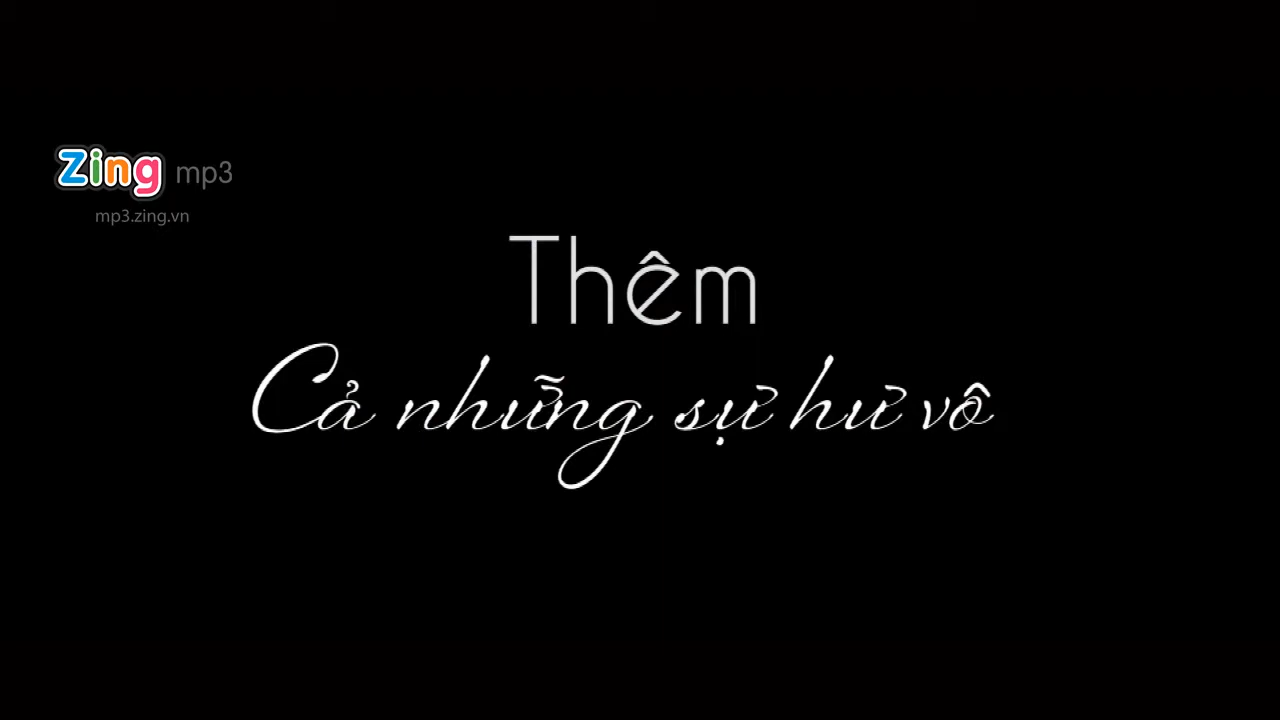 Zing mp3
mp3.zing.vn
Thêm
Cả những sự hư vô